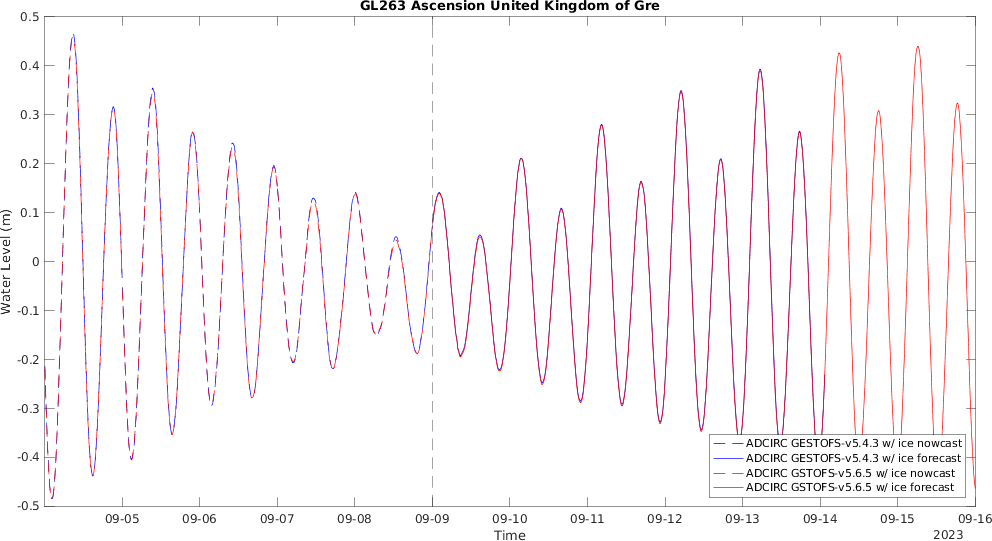 GL263 Ascension United Kingdom of Gre
0.5
0.4
0.3
0.2
0.1
0
-0.1
-0.2
-0.3
-0.4
-0.5
Water Level (m)
ADCIRC GESTOFS-v5.4.3 w/ ice nowcast
ADCIRC GESTOFS-v5.4.3 w/ ice forecast
ADCIRC GSTOFS-v5.6.5 w/ ice nowcast
ADCIRC GSTOFS-v5.6.5 w/ ice forecast
09-05 09-06 09-07 09-08 09-09 09-10 09-11 09-12 09-13 09-14 09-15 09-16
Time
2023